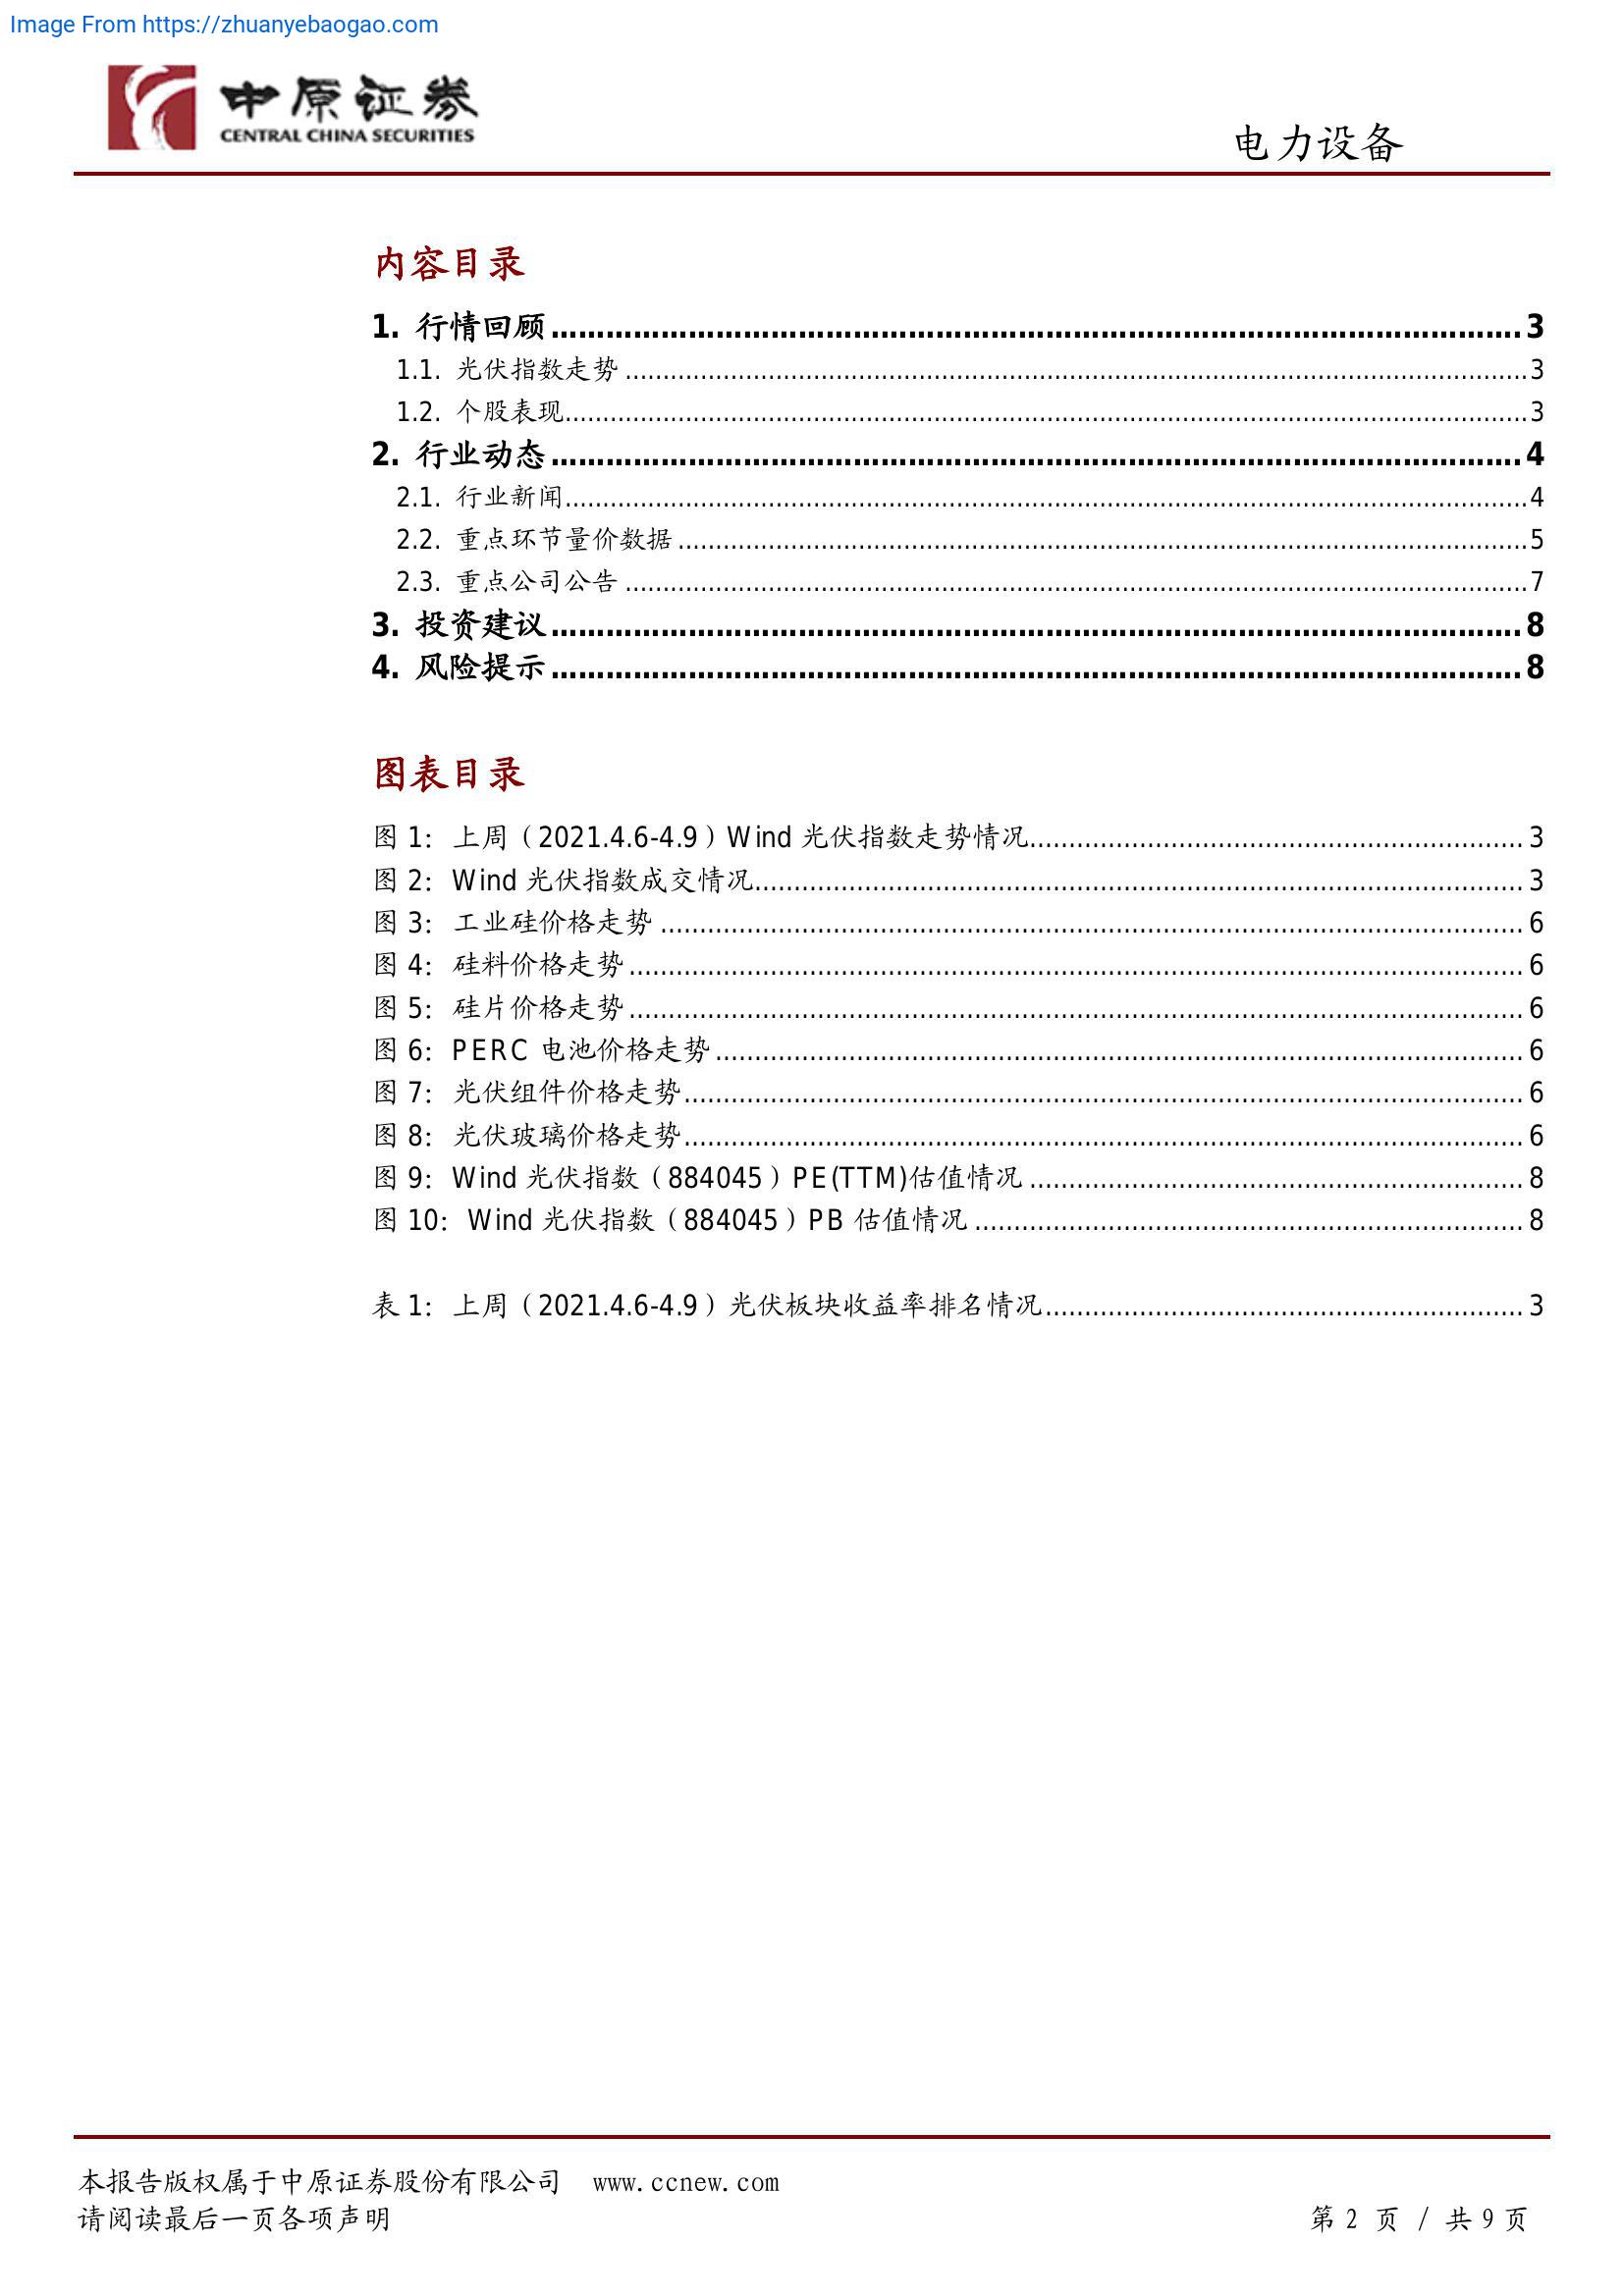 Image From https://zhuanyebaogao.com
中原证券
CENTRAL CHINA SECURITIES
电力设备
内容目录
1. 行情回顾...............................................................3
1.1. 光伏指数走势...............................................................3
1.2. 个股表现...............................................................3
2. 行业动态...............................................................4
2.1. 行业新闻...............................................................4
2.2. 重点环节量价数据...............................................................5
2.3. 重点公司公告...............................................................7
3. 投资建议...............................................................8
4. 风险提示...............................................................8
图表目录
图 1：上周（2021.4.6-4.9）Wind 光伏指数走势情况...............................................................3
图 2：Wind 光伏指数成交情况...............................................................3
图 3：工业硅价格走势...............................................................6
图 4：硅料价格走势...............................................................6
图 5：硅片价格走势...............................................................6
图 6：PERC 电池价格走势...............................................................6
图 7：光伏组件价格走势...............................................................6
图 8：光伏玻璃价格走势...............................................................6
图 9：Wind 光伏指数（884045）PE(TTM)估值情况...............................................................8
图 10：Wind 光伏指数（884045）PB 估值情况...............................................................8
表 1：上周（2021.4.6-4.9）光伏板块收益率排名情况...............................................................3
本报告版权属于中原证券股份有限公司 www.ccnew.com
请阅读最后一页各项声明 第 2 页 / 共 9 页